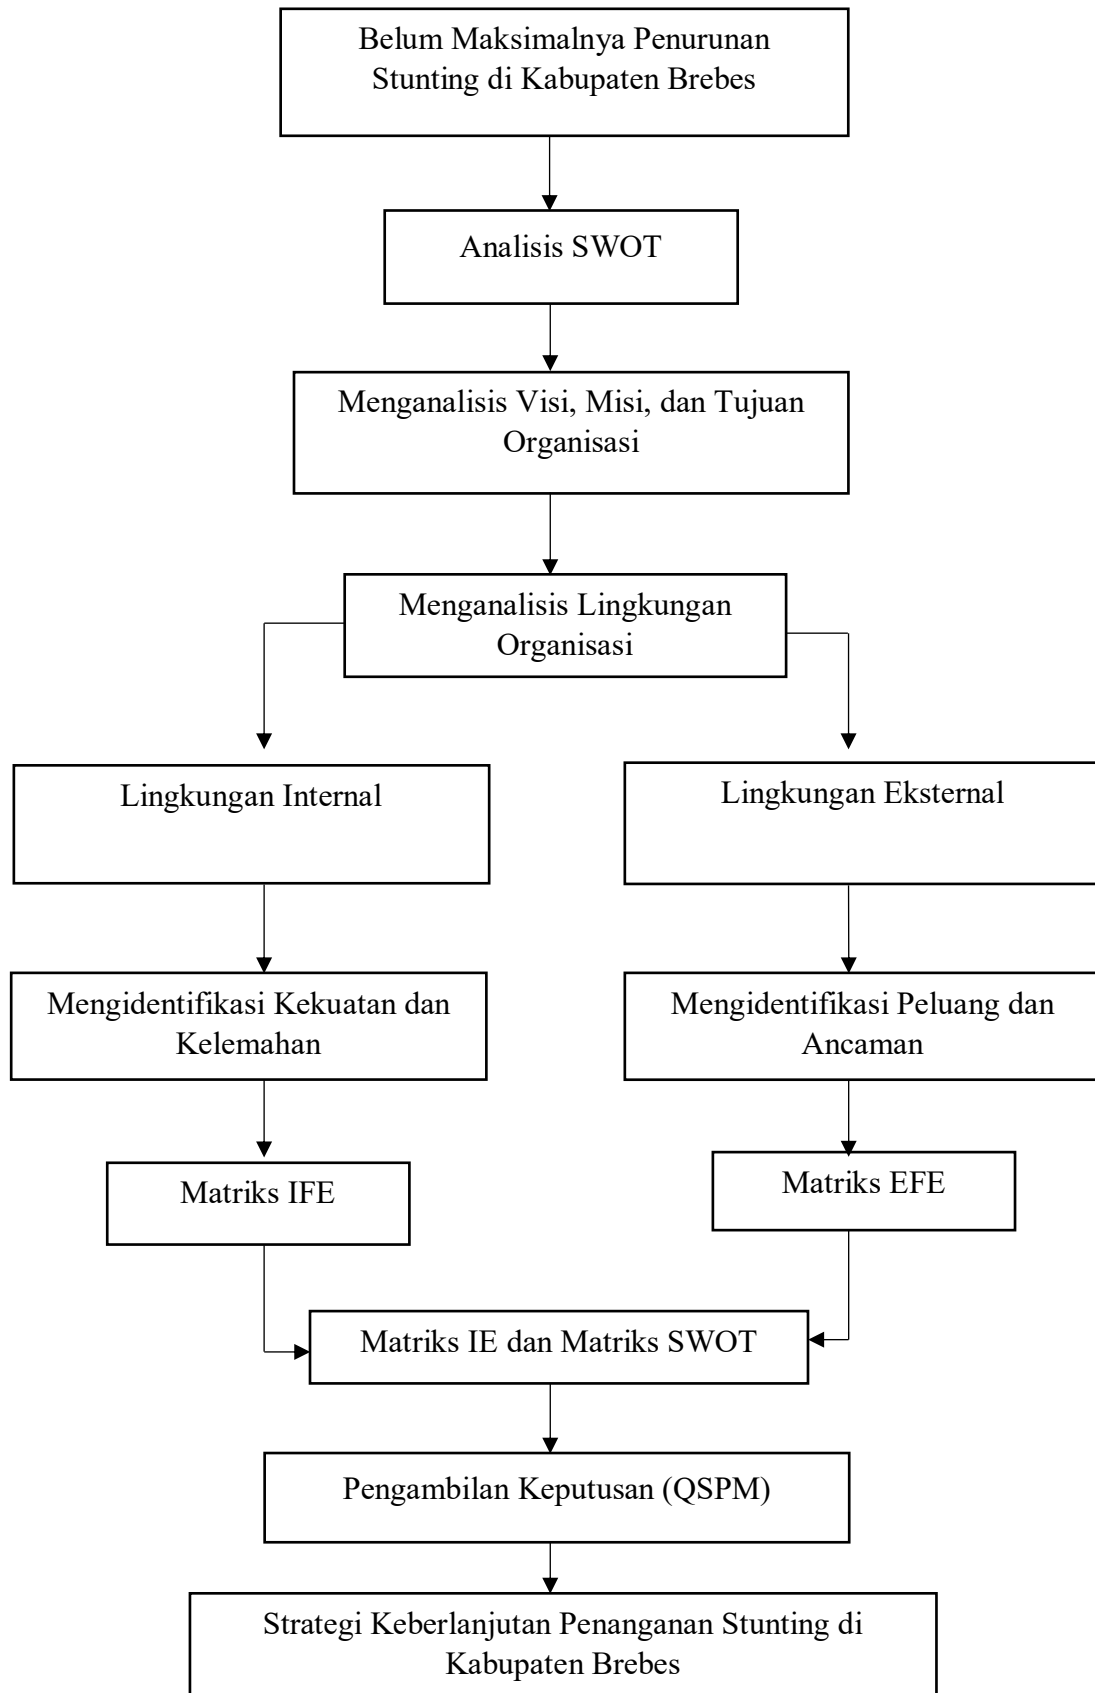 Belum Maksimalnya Penurunan
Stunting di Kabupaten Brebes
Analisis SWOT
Menganalisis Visi, Misi, dan Tujuan
Organisasi
Menganalisis Lingkungan
Organisasi
Lingkungan Internal
Lingkungan Eksternal
Mengidentifikasi Kekuatan dan
Kelemahan
Mengidentifikasi Peluang dan
Ancaman
Matriks IFE
Matriks EFE
Matriks IE dan Matriks SWOT
Pengambilan Keputusan (QSPM)
Strategi Keberlanjutan Penanganan Stunting di
Kabupaten Brebes